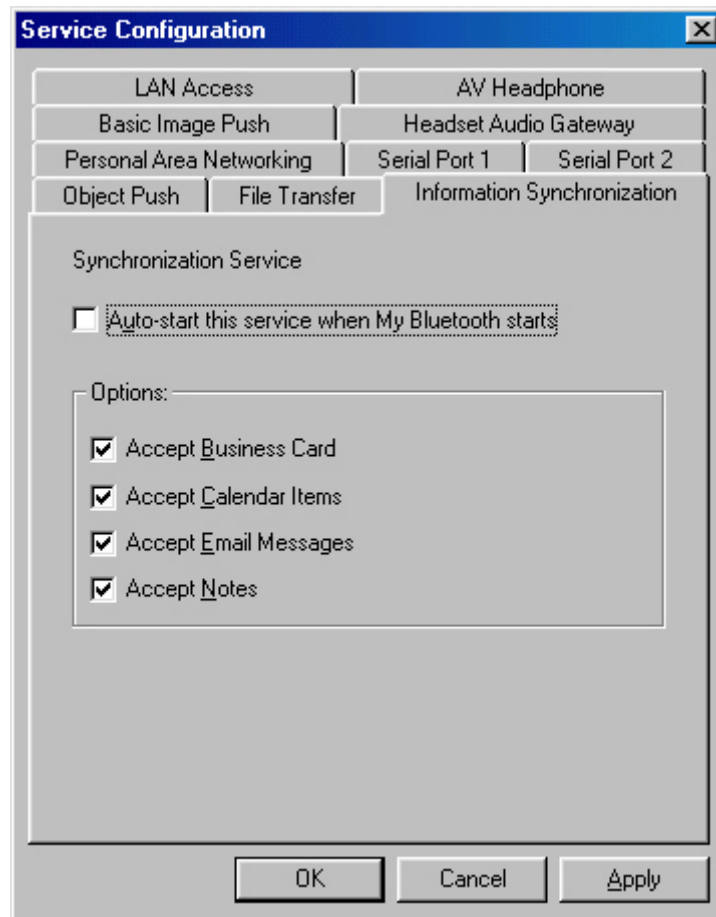 Service Configuration
LAN Access
AV Headphone
Basic Image Push
Headset Audio Gateway
Personal Area Networking
Serial Port 1
Serial Port 2
Object Push
File Transfer
Information Synchronization
Synchronization Service
Auto-start this service when My Bluetooth starts
Options:
Accept Business Card
Accept Calendar Items
Accept Email Messages
Accept Notes
OK
Cancel
Apply